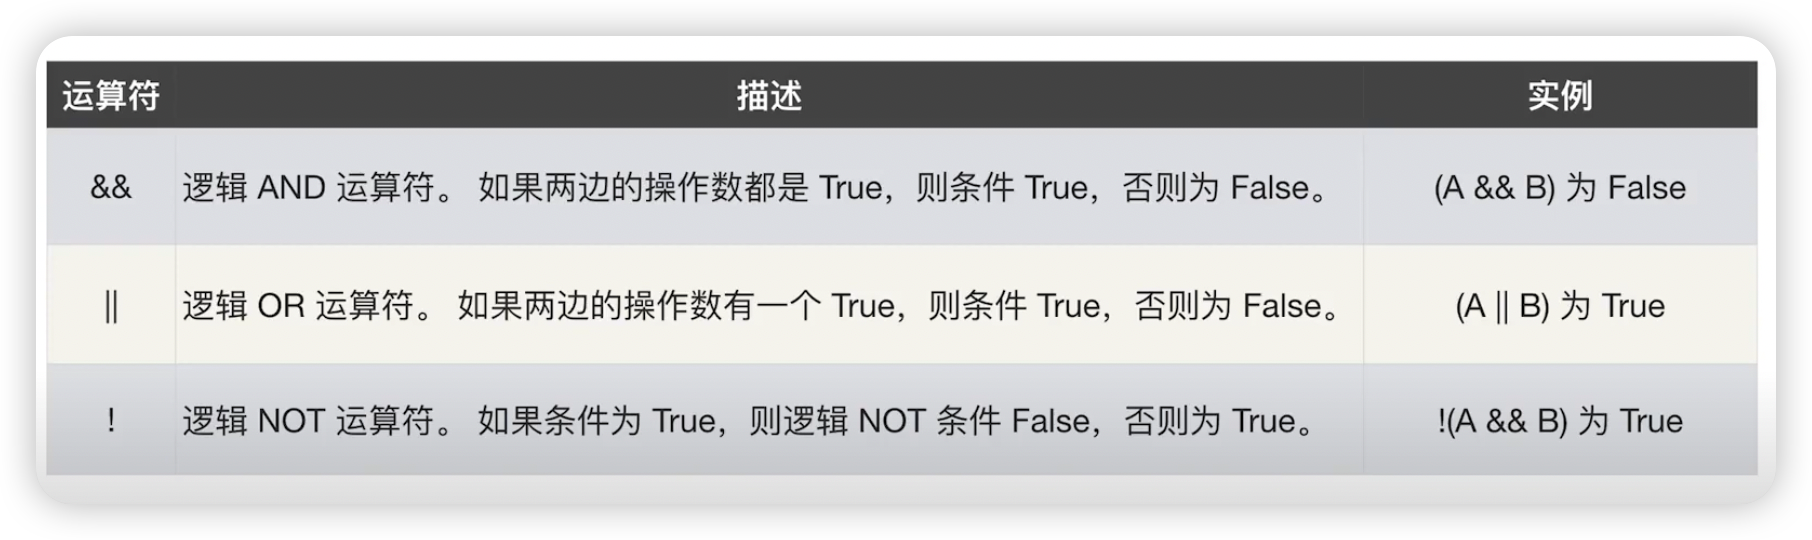 运算符 描述 实例
&& 逻辑 AND 运算符。 如果两边的操作数都是 True，则条件 True，否则为 False。 (A && B) 为 False
|| 逻辑 OR 运算符。 如果两边的操作数有一个 True，则条件 True，否则为 False。 (A || B) 为 True
! 逻辑 NOT 运算符。 如果条件为 True，则逻辑 NOT 条件 False，否则为 True。 !(A && B) 为 True